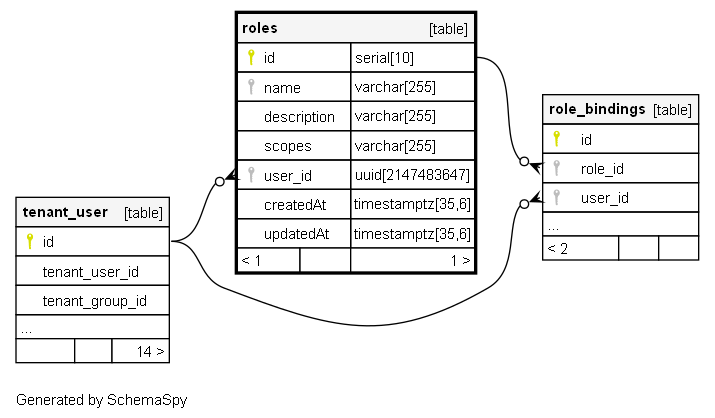 roles [table]
id serial[10]
name varchar[255]
description varchar[255]
scopes varchar[255]
user_id uuid[2147483647]
createdAt timestamptz[35,6]
updatedAt timestamptz[35,6]
< 1 1 >
role_bindings [table]
id
role_id
user_id
...
< 2
tenant_user [table]
id
tenant_user_id
tenant_group_id
...
14 >
Generated by SchemaSpy